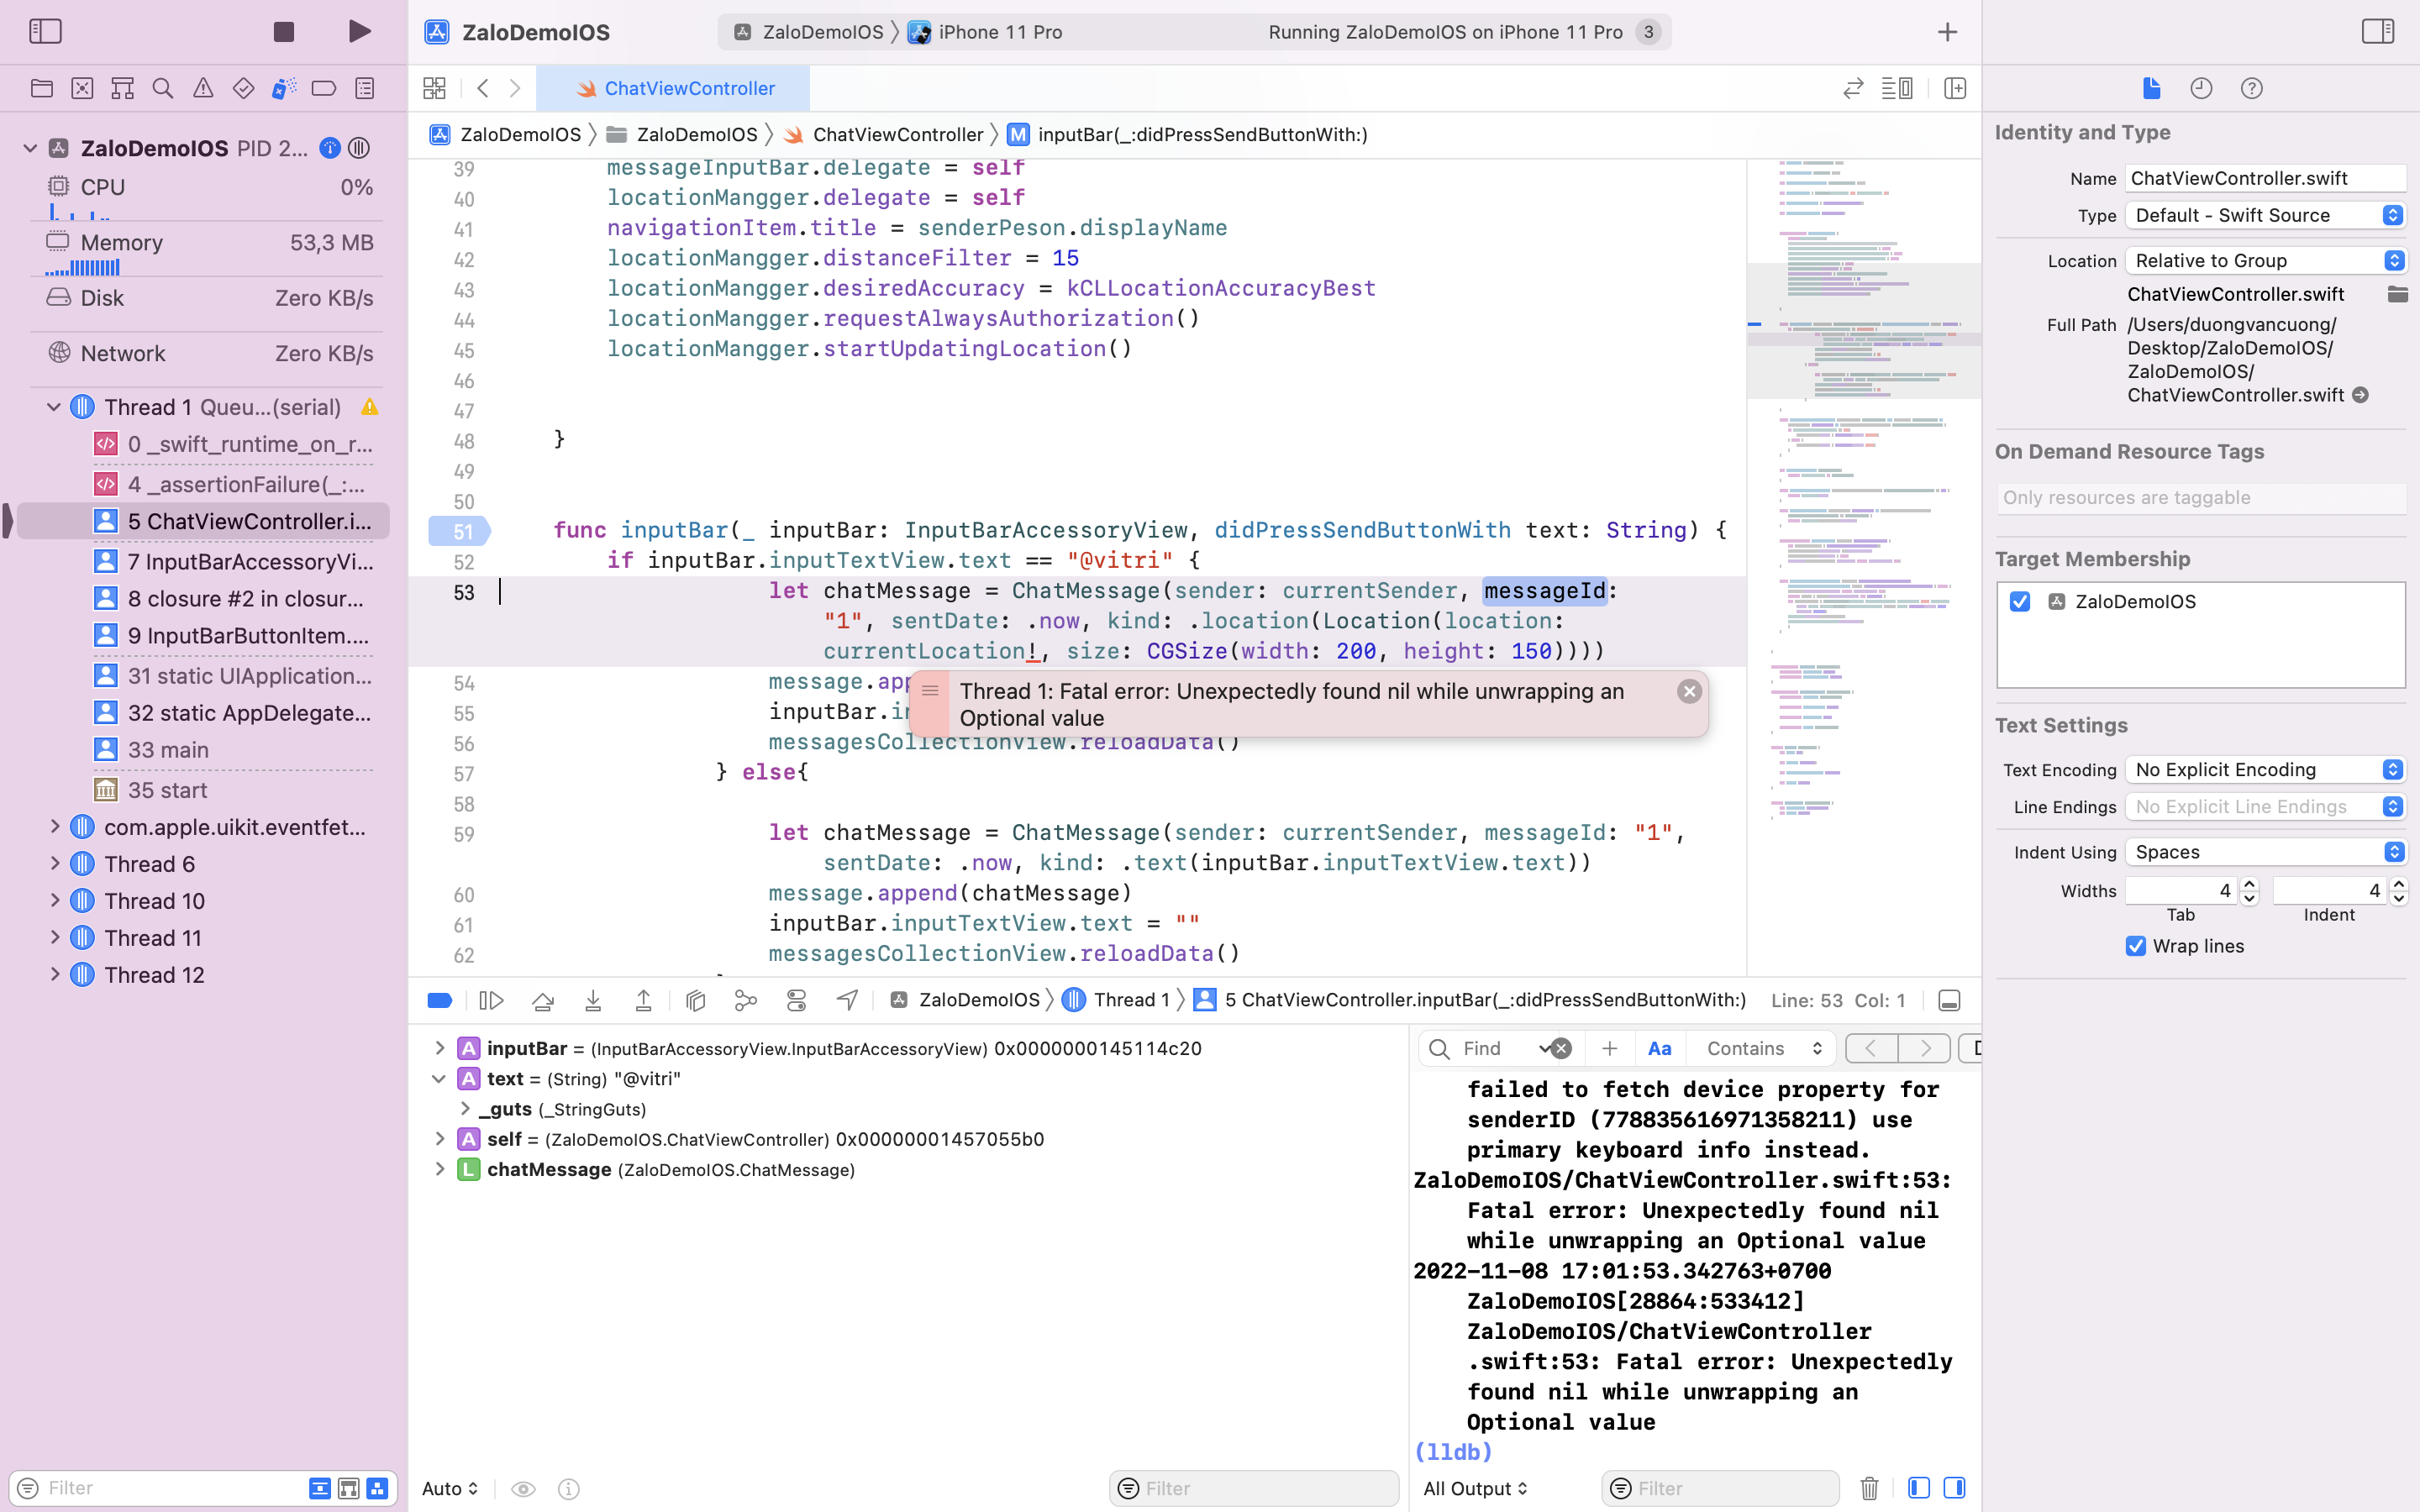 ZaloDemoIOS
ZaloDemoIOS
iPhone 11 Pro
Running ZaloDemoIOS on iPhone 11 Pro
3
ChatViewController
ZaloDemoIOS
ZaloDemoIOS
ChatViewController
M
inputBar(_:didPressSendButtonWith:)
ZaloDemoIOS PID 2...
CPU
0%
Memory
53,3 MB
Disk
Zero KB/s
Network
Zero KB/s
Thread 1 Queu...(serial)
0 _swift_runtime_on_r...
4 _assertionFailure(_:...
5 ChatViewController.i...
7 InputBarAccessoryVi...
8 closure #2 in closur...
9 InputBarButtonItem....
31 static UIApplication...
32 static AppDelegate...
33 main
35 start
com.apple.uikit.eventfet...
Thread 6
Thread 10
Thread 11
Thread 12
Filter
39 messageInputBar.delegate = self
40 locationMangger.delegate = self
41 navigationItem.title = senderPeson.displayName
42 locationMangger.distanceFilter = 15
43 locationMangger.desiredAccuracy = kCLLocationAccuracyBest
44 locationMangger.requestAlwaysAuthorization()
45 locationMangger.startUpdatingLocation()
46
47
48 }
49
50
51 func inputBar(_ inputBar: InputBarAccessoryView, didPressSendButtonWith text: String) {
52 if inputBar.inputTextView.text == "@vitri" {
53 let chatMessage = ChatMessage(sender: currentSender, messageId:
"1", sentDate: .now, kind: .location(Location(location:
currentLocation!, size: CGSize(width: 200, height: 150))))
54 message.app
Thread 1: Fatal error: Unexpectedly found nil while unwrapping an
Optional value
55 inputBar.in
56 messagesCollectionView.reloadData()
57 } else{
58
59 let chatMessage = ChatMessage(sender: currentSender, messageId: "1",
sentDate: .now, kind: .text(inputBar.inputTextView.text))
60 message.append(chatMessage)
61 inputBar.inputTextView.text = ""
62 messagesCollectionView.reloadData()
ZaloDemoIOS
Thread 1
5 ChatViewController.inputBar(_:didPressSendButtonWith:)
Line: 53 Col: 1
A inputBar = (InputBarAccessoryView.InputBarAccessoryView) 0x0000000145114c20
A text = (String) "@vitri"
_guts (_StringGuts)
A self = (ZaloDemoIOS.ChatViewController) 0x00000001457055b0
L chatMessage (ZaloDemoIOS.ChatMessage)
Auto
Filter
Find
Aa
Contains
failed to fetch device property for
senderID (778835616971358211) use
primary keyboard info instead.
ZaloDemoIOS/ChatViewController.swift:53:
Fatal error: Unexpectedly found nil
while unwrapping an Optional value
2022-11-08 17:01:53.342763+0700
ZaloDemoIOS[28864:533412]
ZaloDemoIOS/ChatViewController
.swift:53: Fatal error: Unexpectedly
found nil while unwrapping an
Optional value
(lldb)
All Output
Filter
Identity and Type
Name ChatViewController.swift
Type Default - Swift Source
Location Relative to Group
ChatViewController.swift
Full Path /Users/duongvancuong/
Desktop/ZaloDemoIOS/
ZaloDemoIOS/
ChatViewController.swift
On Demand Resource Tags
Only resources are taggable
Target Membership
ZaloDemoIOS
Text Settings
Text Encoding No Explicit Encoding
Line Endings No Explicit Line Endings
Indent Using Spaces
Widths 4 4
Tab Indent
Wrap lines